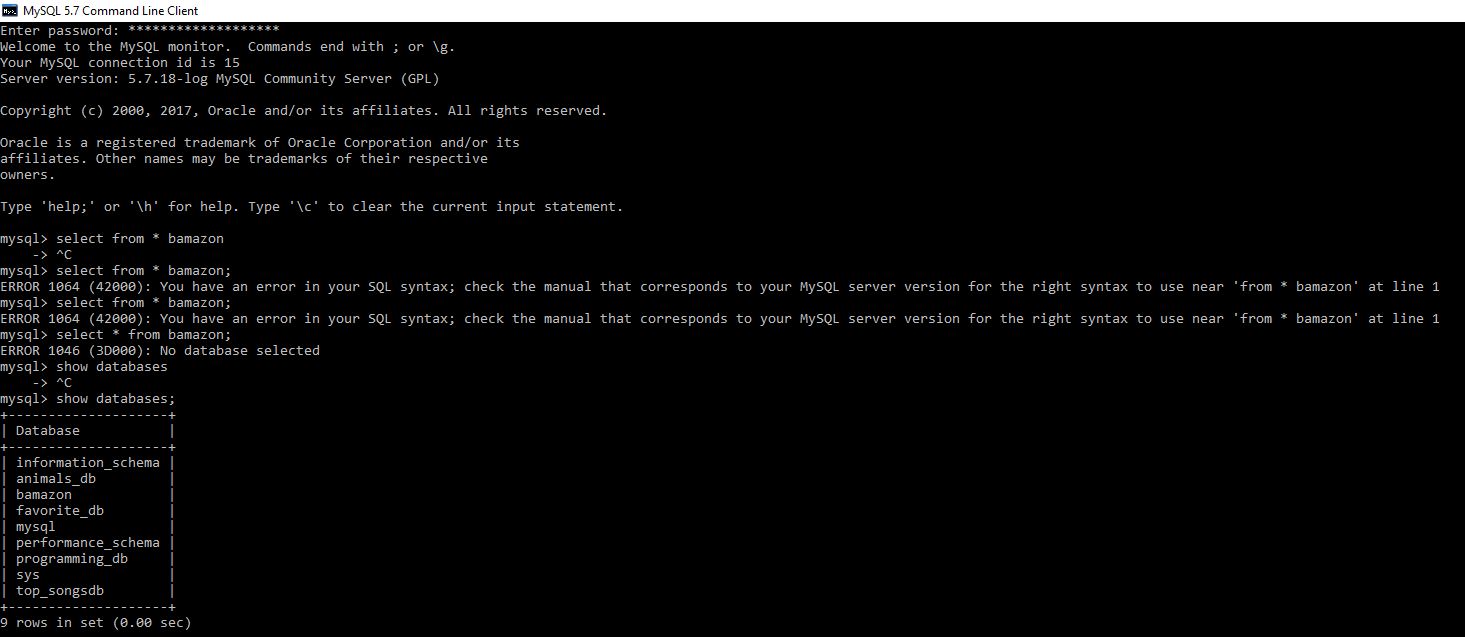 MySQL 5.7 Command Line Client
Enter password: *******************
Welcome to the MySQL monitor.  Commands end with ; or \g.
Your MySQL connection id is 15
Server version: 5.7.18-log MySQL Community Server (GPL)

Copyright (c) 2000, 2017, Oracle and/or its affiliates. All rights reserved.

Oracle is a registered trademark of Oracle Corporation and/or its
affiliates. Other names may be trademarks of their respective
owners.

Type 'help;' or '\h' for help. Type '\c' to clear the current input statement.

mysql> select from * bamazon
    -> ^C
mysql> select from * bamazon;
ERROR 1064 (42000): You have an error in your SQL syntax; check the manual that corresponds to your MySQL server version for the right syntax to use near 'from * bamazon' at line 1
mysql> select from * bamazon;
ERROR 1064 (42000): You have an error in your SQL syntax; check the manual that corresponds to your MySQL server version for the right syntax to use near 'from * bamazon' at line 1
mysql> select * from bamazon;
ERROR 1046 (3D000): No database selected
mysql> show databases
    -> ^C
mysql> show databases;
+--------------------+
| Database           |
+--------------------+
| information_schema |
| animals_db         |
| bamazon            |
| favorite_db        |
| mysql              |
| performance_schema |
| programming_db     |
| sys                |
| top_songsdb        |
+--------------------+
9 rows in set (0.00 sec)